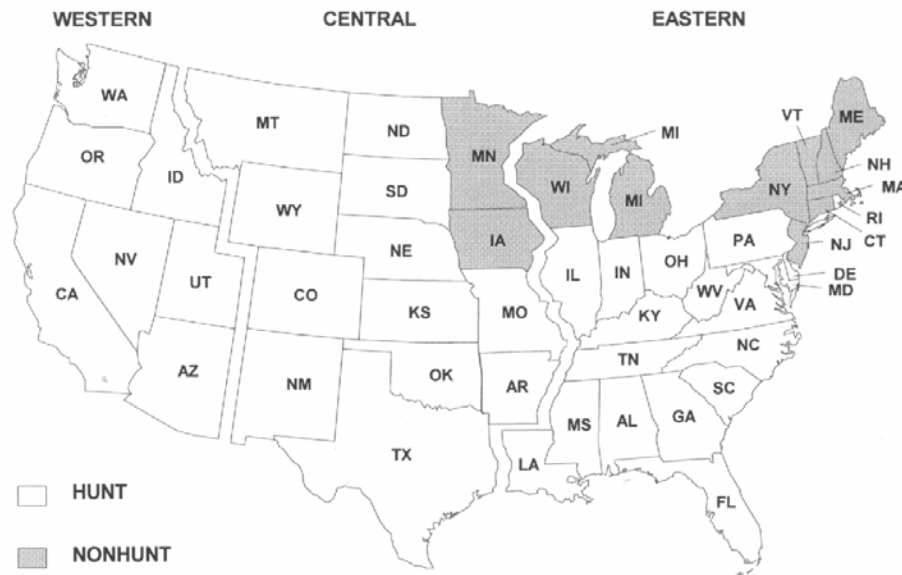 WESTERN CENTRAL EASTERN
WA
MT
ND
MN
MI
VT
ME
OR
ID
SD
WI
MI
NY
NH
MA
WY
RI
CT
NV
NE
IA
PA
NJ
CA
UT
CO
IL
IN
OH
DE
MD
KS
MO
WV
VA
KY
AZ
NM
OK
AR
TN
NC
SC
TX
LA
MS
AL
GA
FL
HUNT
NONHUNT